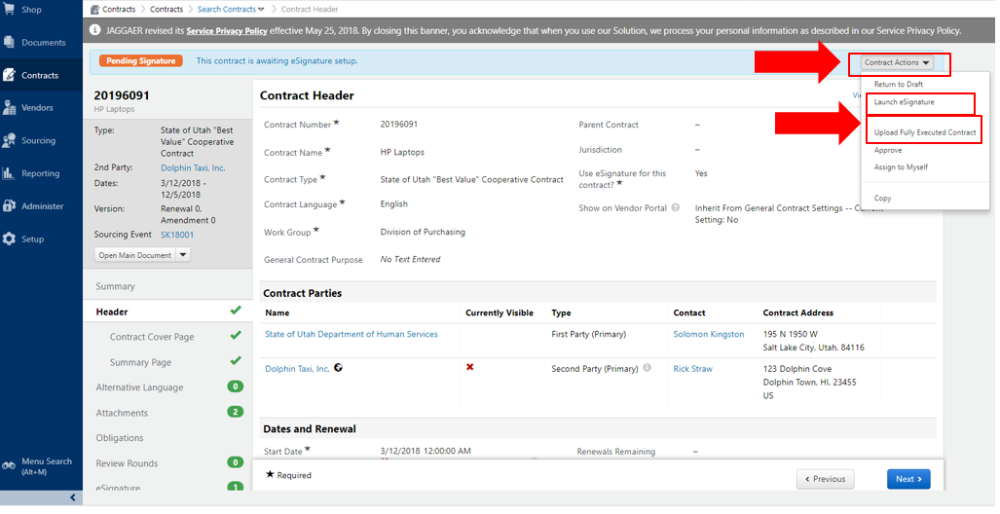 Shop
Documents
Contracts
Vendors
Sourcing
Reporting
Administer
Setup
Menu Search
(Alt+M)
Contracts > Contracts > Search Contracts > Contract Header
JAGGAER revised its Service Privacy Policy effective May 25, 2018. By closing this banner, you acknowledge that when you use our Solution, we process your personal information as described in our Service Privacy Policy.
Pending Signature This contract is awaiting eSignature setup.
Contract Actions
Return to Draft
Launch eSignature
Upload Fully Executed Contract
Approve
Assign to Myself
Copy
20196091
HP Laptops
Type: State of Utah "Best
Value" Cooperative
Contract
2nd Party: Dolphin Taxi, Inc.
Dates: 3/12/2018 -
12/5/2018
Version: Renewal 0,
Amendment 0
Sourcing Event SK18001
Open Main Document
Summary
Header
Contract Cover Page
Summary Page
Alternative Language 0
Attachments 2
Obligations
Review Rounds 0
eSignature 1
Contract Header
Contract Number ★ 20196091
Contract Name ★ HP Laptops
Contract Type ★ State of Utah "Best Value" Cooperative Contract
Contract Language ★ English
Work Group ★ Division of Purchasing
General Contract Purpose No Text Entered
Parent Contract –
Jurisdiction –
Use eSignature for this Yes
contract? ★
Show on Vendor Portal Inherit From General Contract Settings -- Current
Setting: No
Contract Parties
Name Currently Visible Type Contact Contract Address
State of Utah Department of Human Services First Party (Primary) Solomon Kingston 195 N 1950 W
Salt Lake City, Utah, 84116
Dolphin Taxi, Inc. Second Party (Primary) Rick Straw 123 Dolphin Cove
Dolphin Town, HI, 23455
US
Dates and Renewal
Start Date ★ 3/12/2018 12:00:00 AM Renewals Remaining –
★ Required
‹ Previous
Next ›